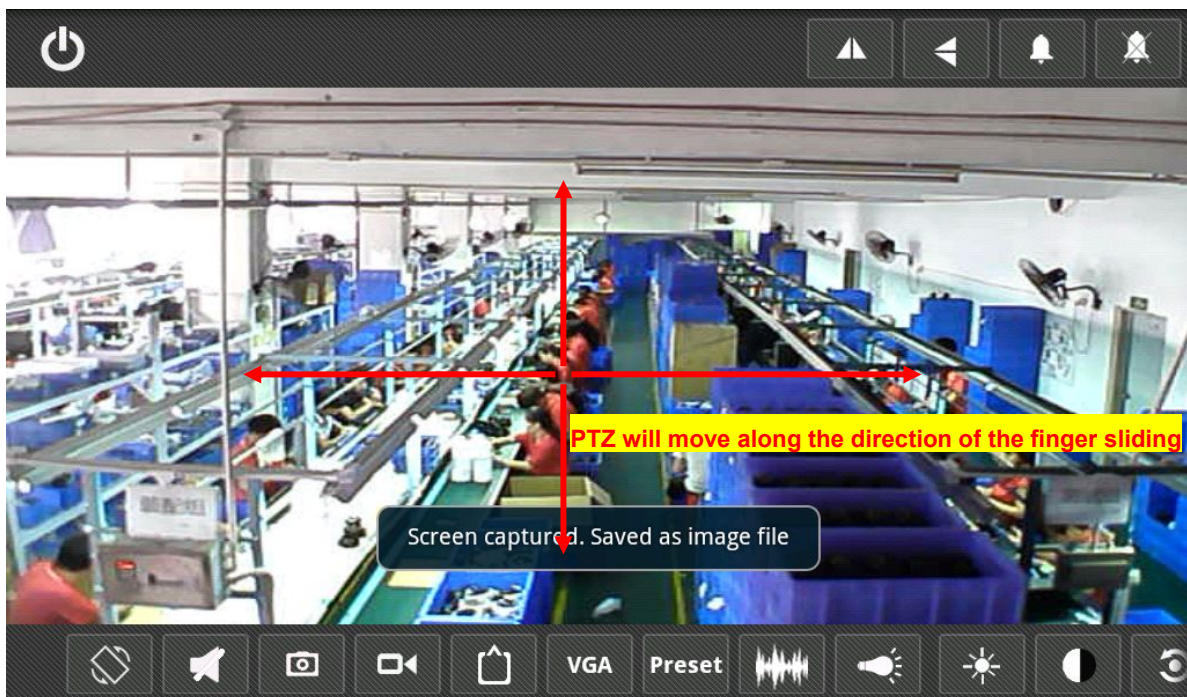 PTZ will move along the direction of the finger sliding
Screen captured. Saved as image file
VGA
Preset